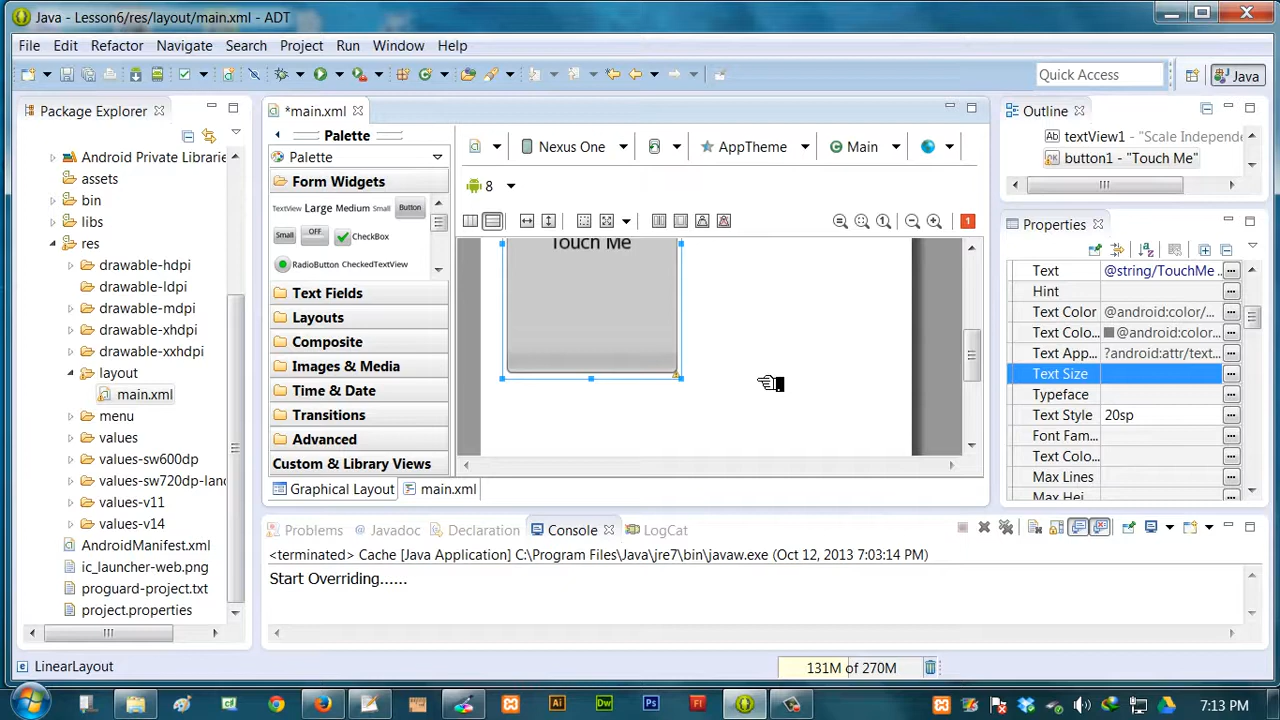 Java - Lesson6/res/layout/main.xml - ADT
File Edit Refactor Navigate Search Project Run Window Help
Quick Access
Java
Package Explorer
Android Private Librarie
assets
bin
libs
res
drawable-hdpi
drawable-ldpi
drawable-mdpi
drawable-xhdpi
drawable-xxhdpi
layout
main.xml
menu
values
values-sw600dp
values-sw720dp-lan
values-v11
values-v14
AndroidManifest.xml
ic_launcher-web.png
proguard-project.txt
project.properties
*main.xml
Palette
Palette
Form Widgets
TextView Large Medium Small Button
Small OFF CheckBox
RadioButton CheckedTextView
Text Fields
Layouts
Composite
Images & Media
Time & Date
Transitions
Advanced
Custom & Library Views
Nexus One
AppTheme
Main
8
1
Touch Me
Graphical Layout
main.xml
Outline
Ab textView1 - "Scale Independe
button1 - "Touch Me"
Properties
Text @string/TouchMe ...
Hint ...
Text Color @android:color/... ...
Text Colo... @android:color... ...
Text App... ?android:attr/text... ...
Text Size ...
Typeface ...
Text Style 20sp ...
Font Fam... ...
Text Colo... ...
Max Lines ...
Max Hei... ...
Problems Javadoc Declaration Console LogCat
<terminated> Cache [Java Application] C:\Program Files\Java\jre7\bin\javaw.exe (Oct 12, 2013 7:03:14 PM)
Start Overriding......
LinearLayout
131M of 270M
Ai Dw Ps Fl
7:13 PM